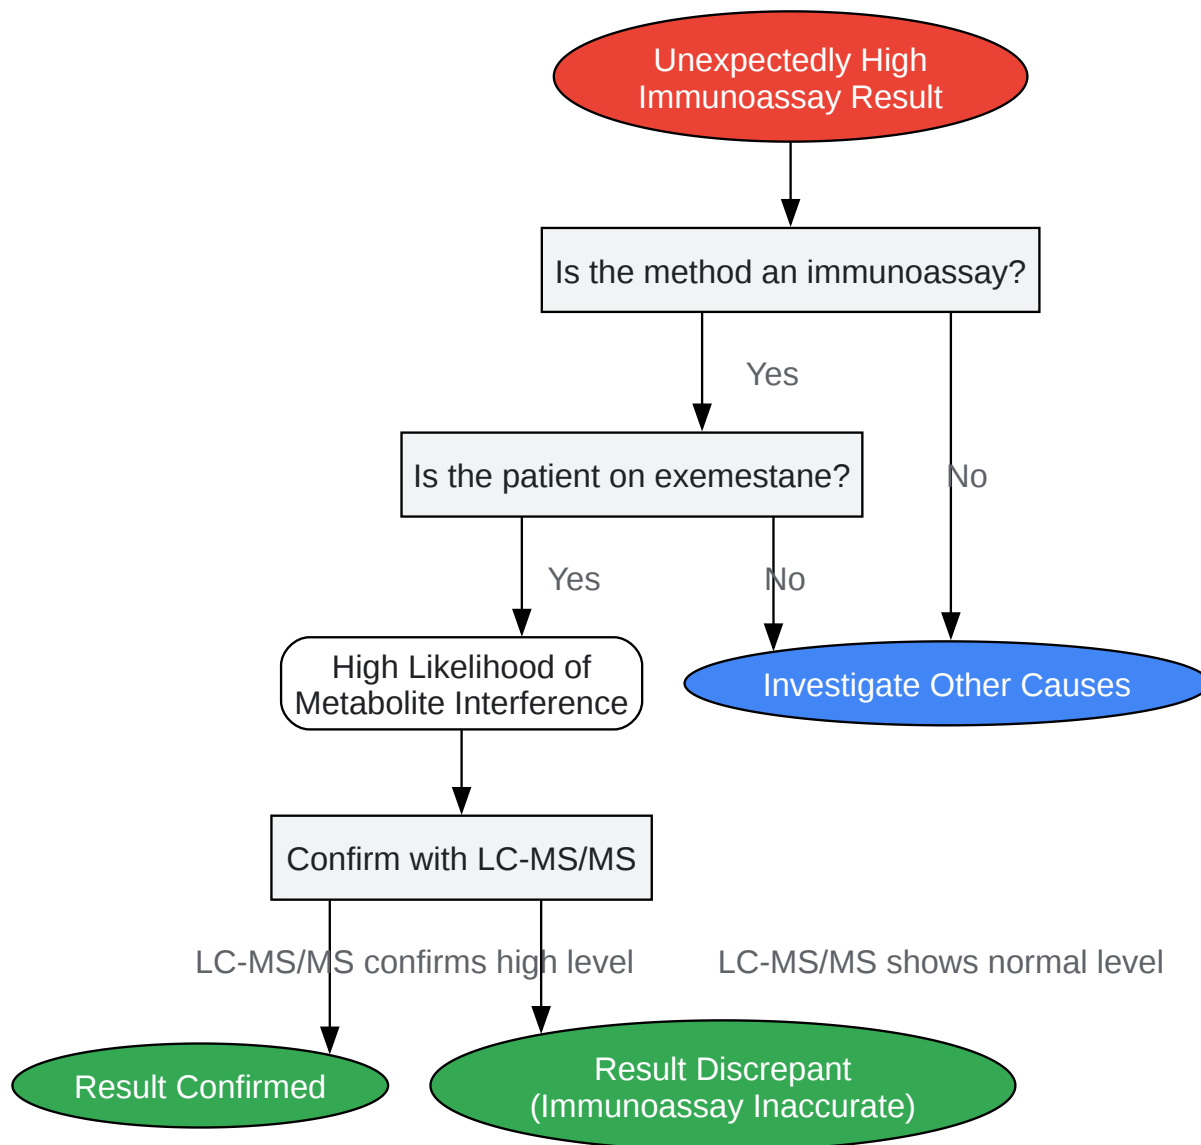 Unexpectedly High
Immunoassay Result
Is the method an immunoassay?
Yes
No
Is the patient on exemestane?
Yes
No
High Likelihood of
Metabolite Interference
Investigate Other Causes
Confirm with LC-MS/MS
LC-MS/MS confirms high level
LC-MS/MS shows normal level
Result Confirmed
Result Discrepant
(Immunoassay Inaccurate)